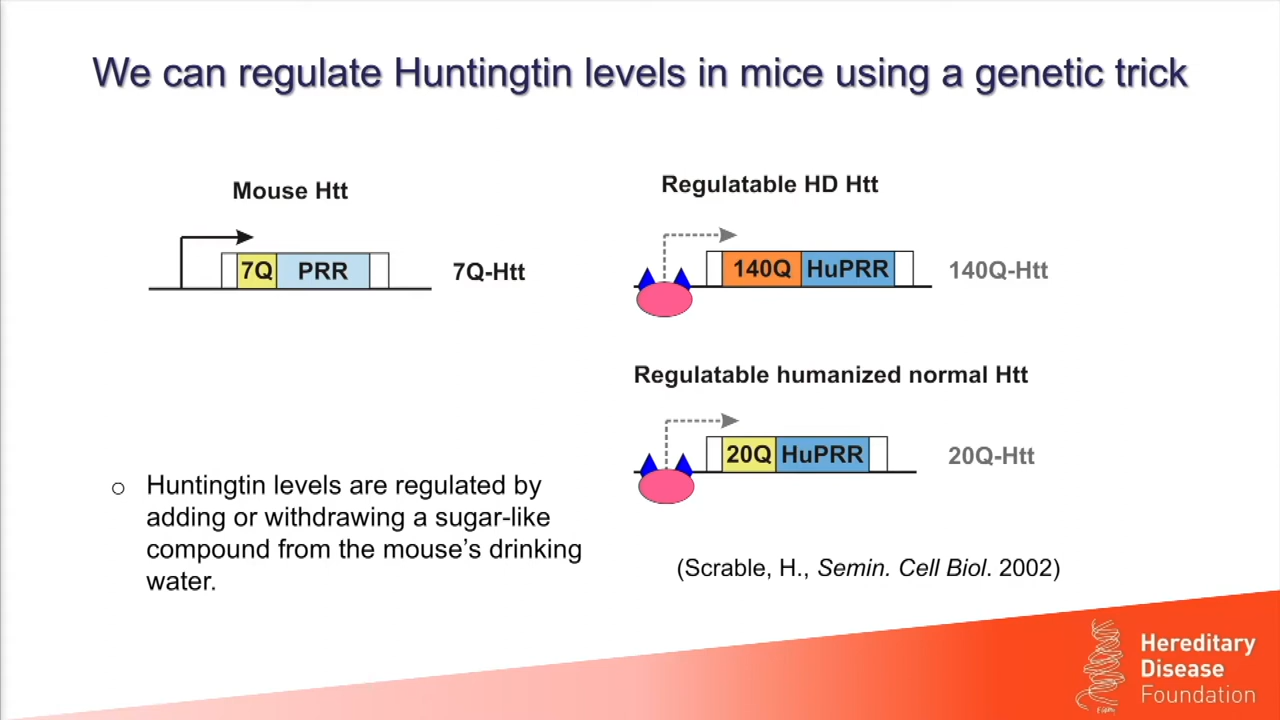 We can regulate Huntingtin levels in mice using a genetic trick
Mouse Htt
7Q PRR
7Q-Htt
Regulatable HD Htt
140Q HuPRR
140Q-Htt
Regulatable humanized normal Htt
20Q HuPRR
20Q-Htt
○ Huntingtin levels are regulated by
adding or withdrawing a sugar-like
compound from the mouse’s drinking
water.
(Scrable, H., Semin. Cell Biol. 2002)
Hereditary
Disease
Foundation